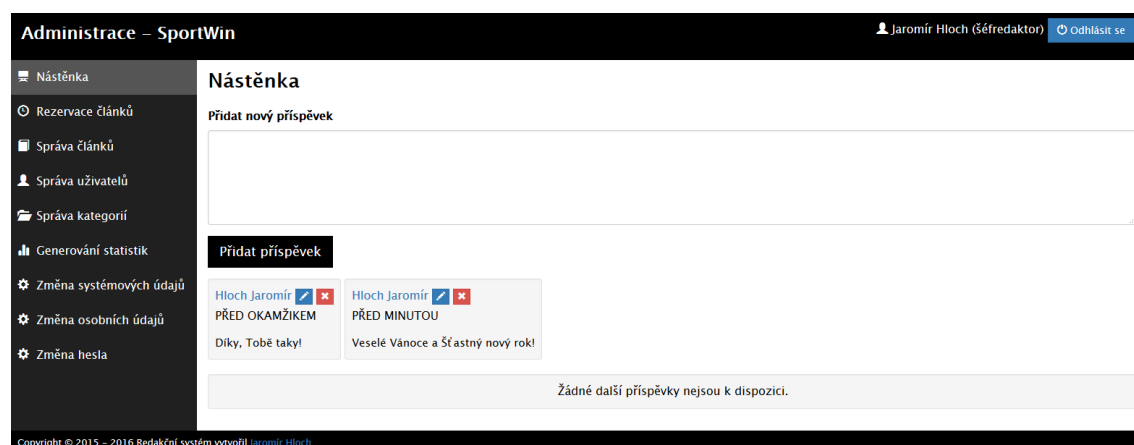 Administrace – SportWin
Jaromír Hloch (šéfredaktor) Odhlásit se
Nástěnka
Rezervace článků
Správa článků
Správa uživatelů
Správa kategorií
Generování statistik
Změna systémových údajů
Změna osobních údajů
Změna hesla
Nástěnka
Přidat nový příspěvek
Přidat příspěvek
Hloch Jaromír
PŘED OKAMŽIKEM
Díky, Tobě taky!
Hloch Jaromír
PŘED MINUTOU
Veselé Vánoce a Šťastný nový rok!
Žádné další příspěvky nejsou k dispozici.
Copyright © 2015 – 2016 Redakční systém vytvořil Jaromír Hloch